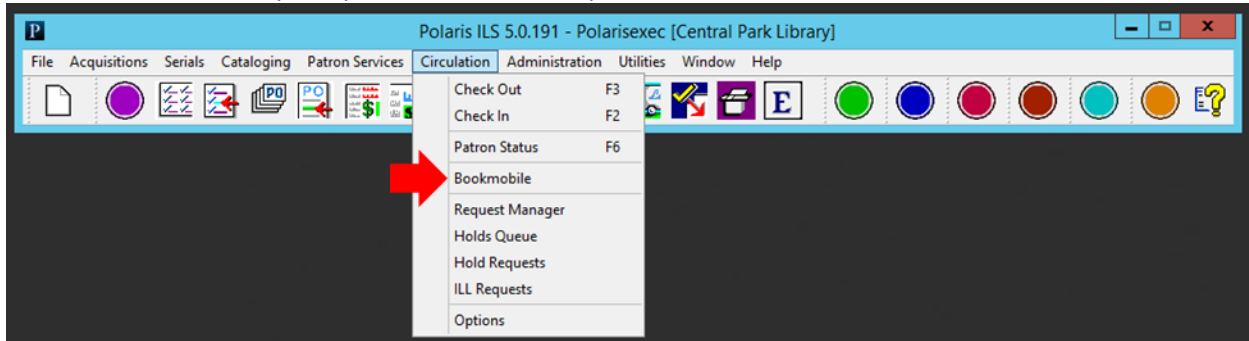 P
Polaris ILS 5.0.191 - Polarisexec [Central Park Library]
X
File Acquisitions Serials Cataloging Patron Services Circulation Administration Utilities Window Help
PO
PO
$
E
?
Check Out F3
Check In F2
Patron Status F6
Bookmobile
Request Manager
Holds Queue
Hold Requests
ILL Requests
Options